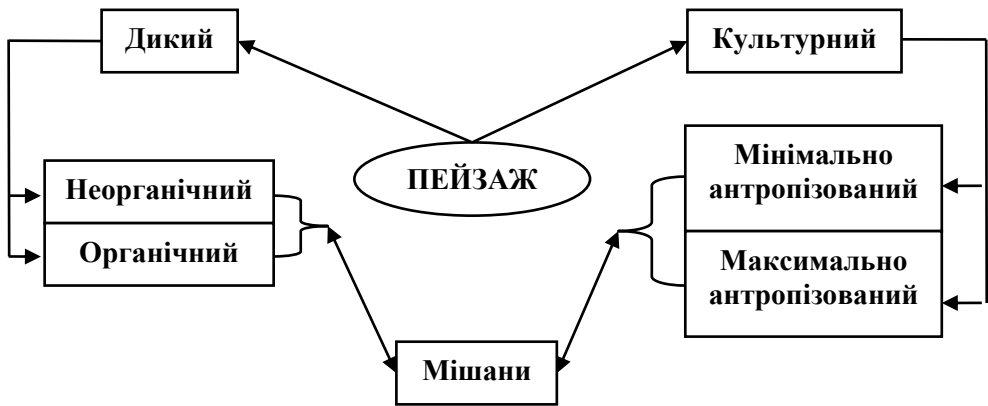 Дикий
Культурний
ПЕЙЗАЖ
Неорганічний
Органічний
Мінімально
антропізований
Максимально
антропізований
Мішани